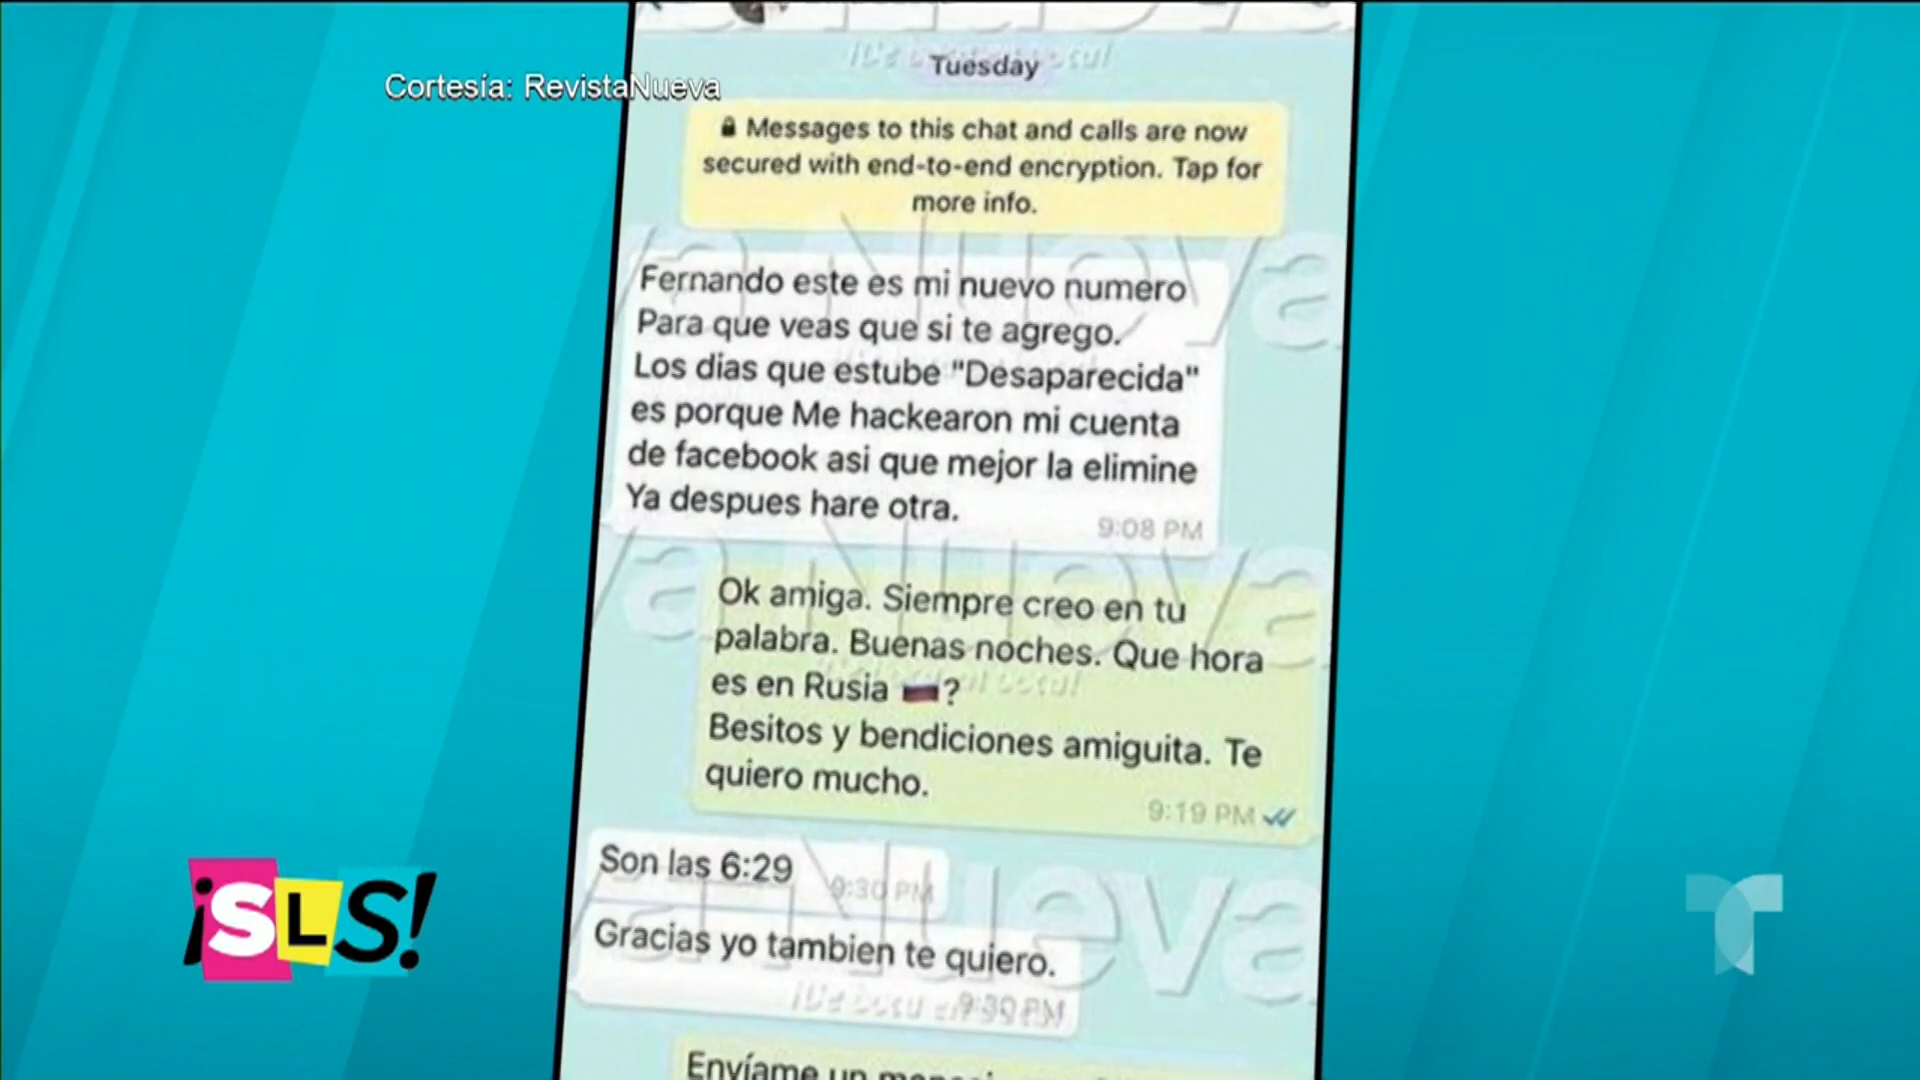 Cortesía: RevistaNueva
Tuesday
Messages to this chat and calls are now
secured with end-to-end encryption. Tap for
more info.
Fernando este es mi nuevo numero
Para que veas que si te agrego.
Los dias que estube "Desaparecida"
es porque Me hackearon mi cuenta
de facebook asi que mejor la elimine
Ya despues hare otra.
9:08 PM
Ok amiga. Siempre creo en tu
palabra. Buenas noches. Que hora
es en Rusia 🇷🇺?
Besitos y bendiciones amiguita. Te
quiero mucho.
9:19 PM
Son las 6:29
9:30 PM
Gracias yo tambien te quiero.
9:30 PM
Envíame un
¡SLS!
T
Nueva